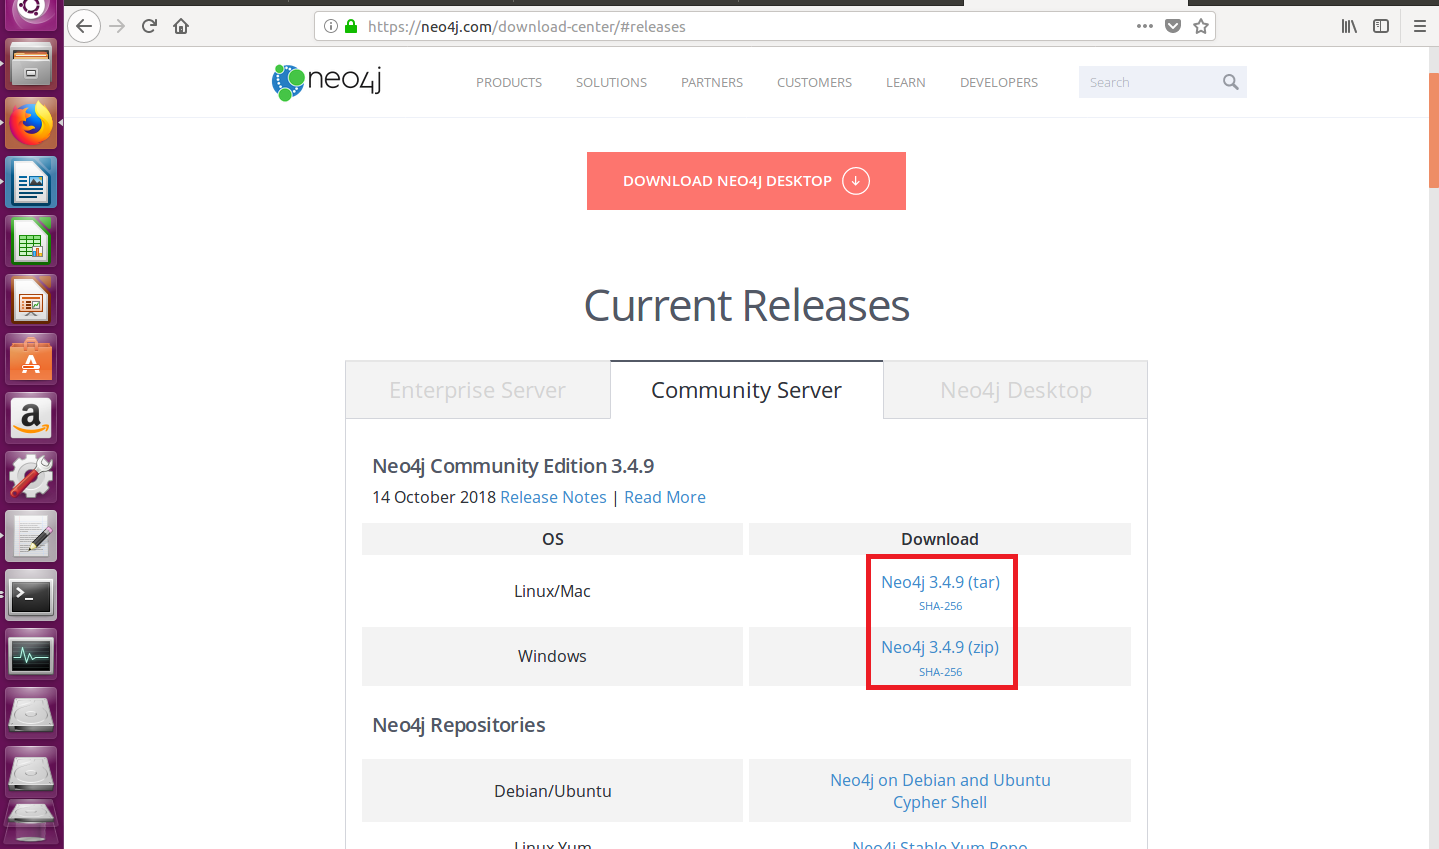 https://neo4j.com/download-center/#releases
neo4j
PRODUCTS SOLUTIONS PARTNERS CUSTOMERS LEARN DEVELOPERS Search
DOWNLOAD NEO4J DESKTOP
Current Releases
Enterprise Server Community Server Neo4j Desktop
Neo4j Community Edition 3.4.9
14 October 2018 Release Notes | Read More
OS Download
Linux/Mac Neo4j 3.4.9 (tar)
SHA-256
Windows Neo4j 3.4.9 (zip)
SHA-256
Neo4j Repositories
Debian/Ubuntu Neo4j on Debian and Ubuntu
Cypher Shell
Linux Yum Neo4j Stable Yum Repo